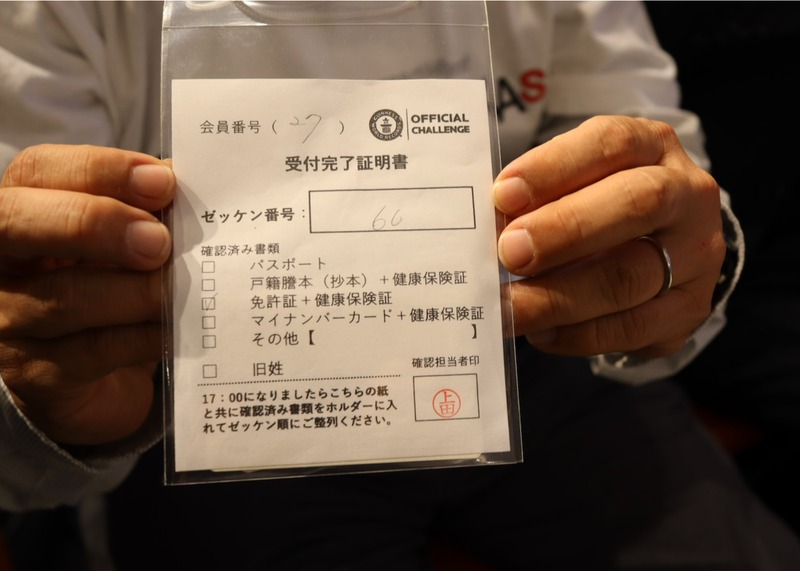 会員番号( 27 )
OFFICIAL
CHALLENGE
受付完了証明書
ゼッケン番号:
確認済み書類
□ パスポート
□ 戸籍謄本(抄本)+健康保険証
☑ 免許証+健康保険証
□ マイナンバーカード+健康保険証
□ その他【 】
□ 旧姓
確認担当者印
上田
17:00になりましたらこちらの紙
と共に確認済み書類をホルダーに入
れてゼッケン順にご整列ください。
AS